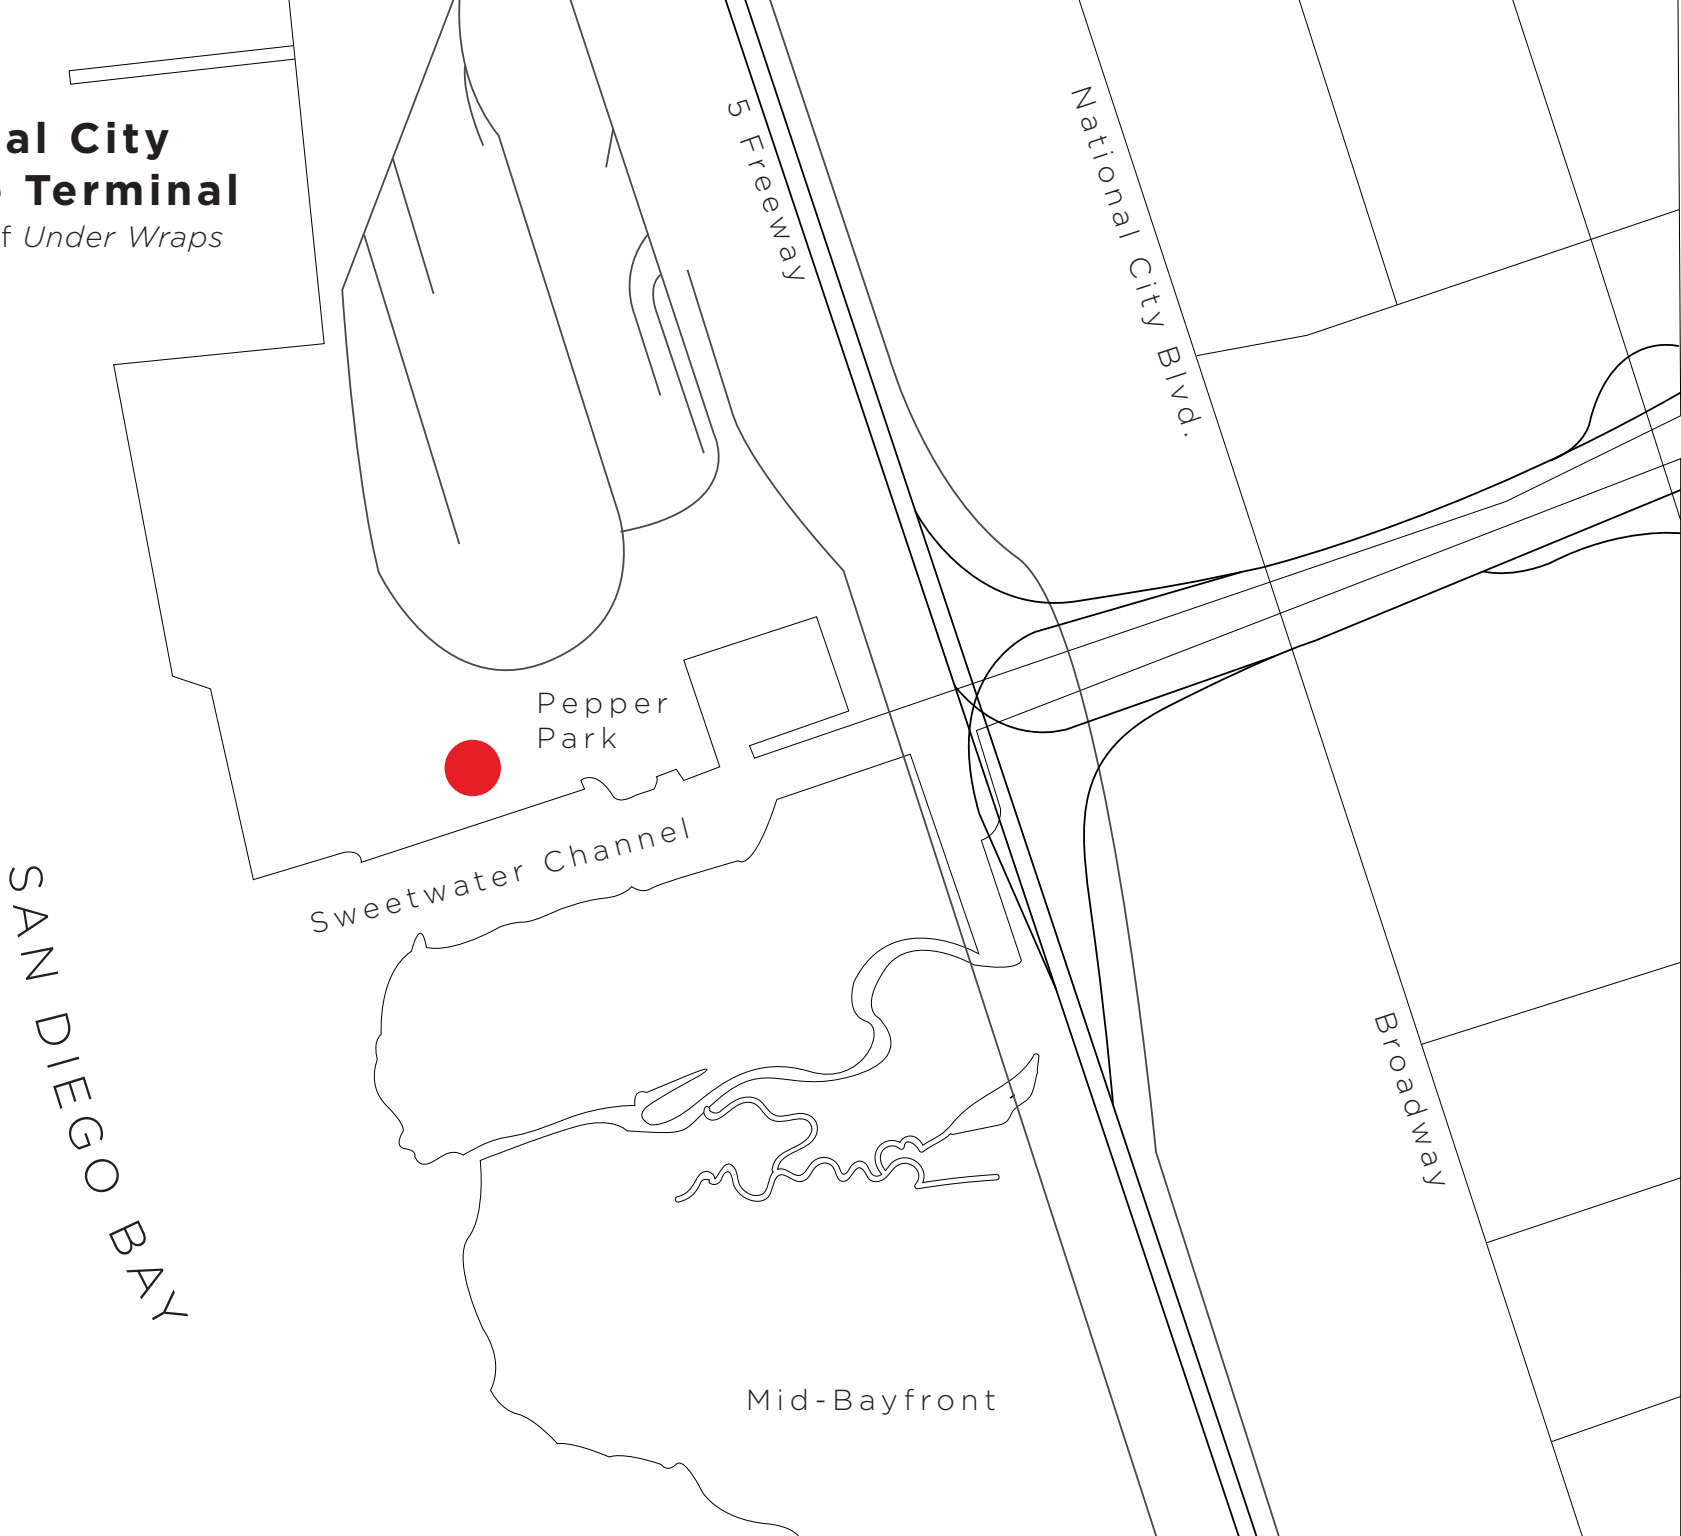 al City
Terminal
f Under Wraps
5 Freeway
National City Blvd.
Pepper
Park
Sweetwater Channel
SAN DIEGO BAY
Broadway
Mid-Bayfront